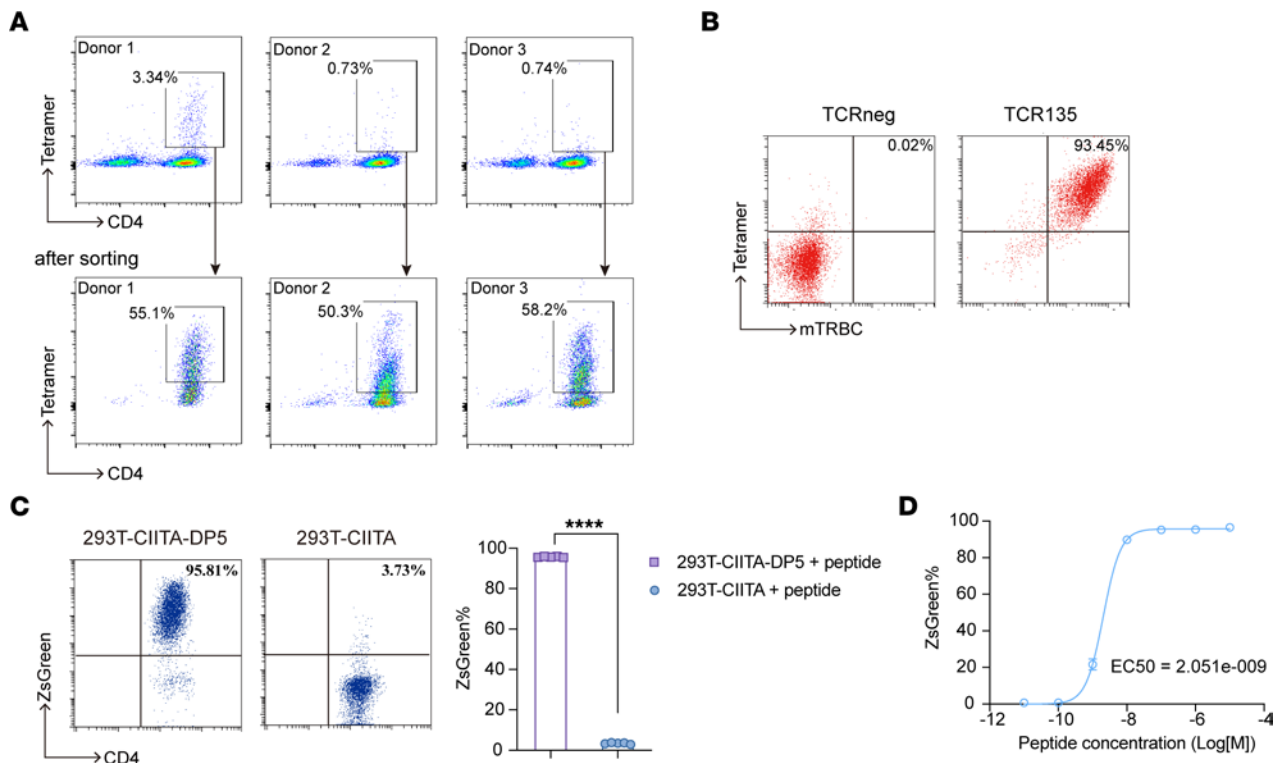 A
Donor 1
3.34%
Donor 2
0.73%
Donor 3
0.74%
Tetramer
CD4
after sorting
Donor 1
55.1%
Donor 2
50.3%
Donor 3
58.2%
Tetramer
CD4
B
TCRneg
0.02%
TCR135
93.45%
Tetramer
mTRBC
C
293T-CIITA-DP5
95.81%
293T-CIITA
3.73%
ZsGreen
CD4
****
100
80
60
40
20
0
ZsGreen%
293T-CIITA-DP5 + peptide
293T-CIITA + peptide
D
100
80
60
40
20
0
ZsGreen%
EC50 = 2.051e-009
-12 -10 -8 -6 -4
Peptide concentration (Log[M])